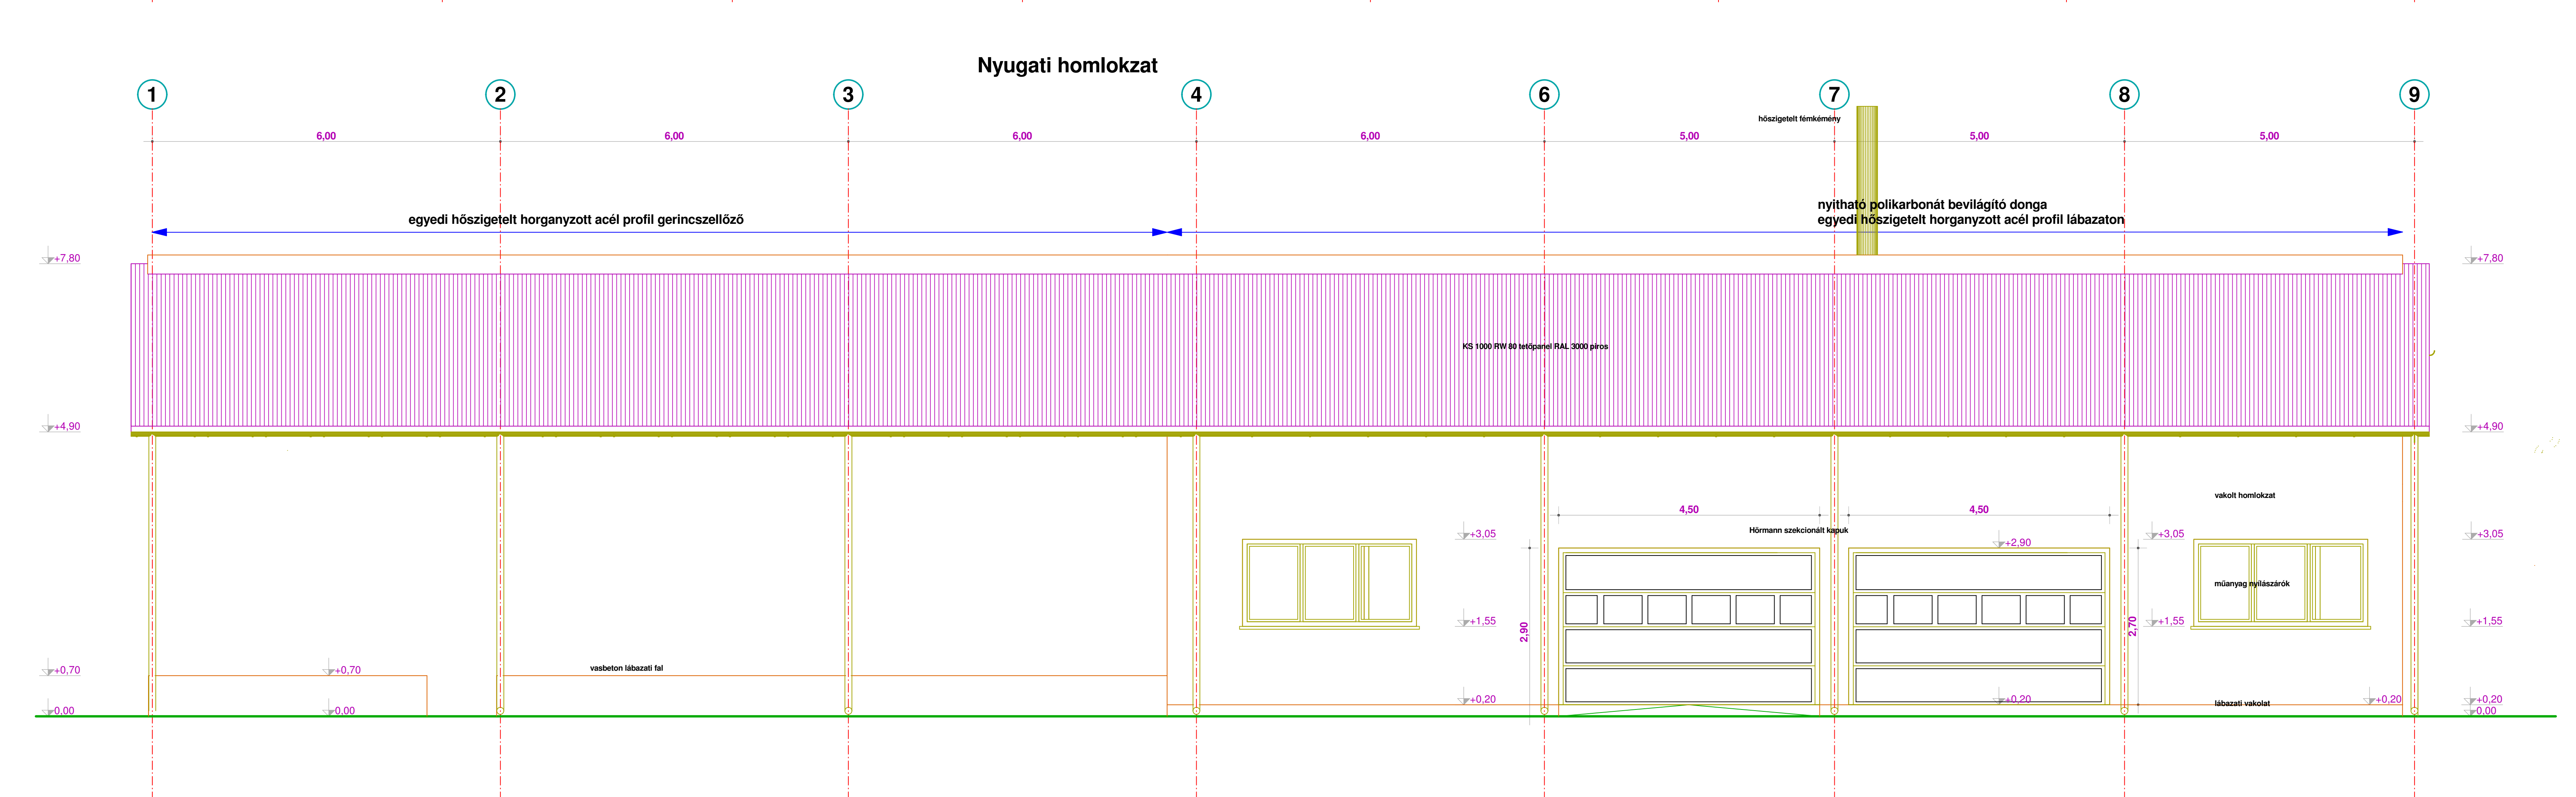 Nyugati homlokzat
1 2 3 4 6 7 8 9
hőszigetelt fémkémény
6,00 6,00 6,00 6,00 5,00 5,00 5,00
nyitható polikarbonát bevilágító donga
egyedi hőszigetelt horganyzott acél profil gerincszellőző egyedi hőszigetelt horganyzott acél profil lábazaton
+7,80 +7,80
KS 1000 RW 80 tetőpanel RAL 3000 piros
+4,90 +4,90
vakolt homlokzat
4,50 4,50
Hörmann szekcionált kapuk
+3,05 +3,05 +3,05
+2,90
műanyag nyílászárók
+1,55 +1,55 +1,55
2,90 2,70
vasbeton lábazati fal
+0,70 +0,70
+0,20 +0,20 +0,20 +0,20
lábazati vakolat
0,00 0,00 0,00